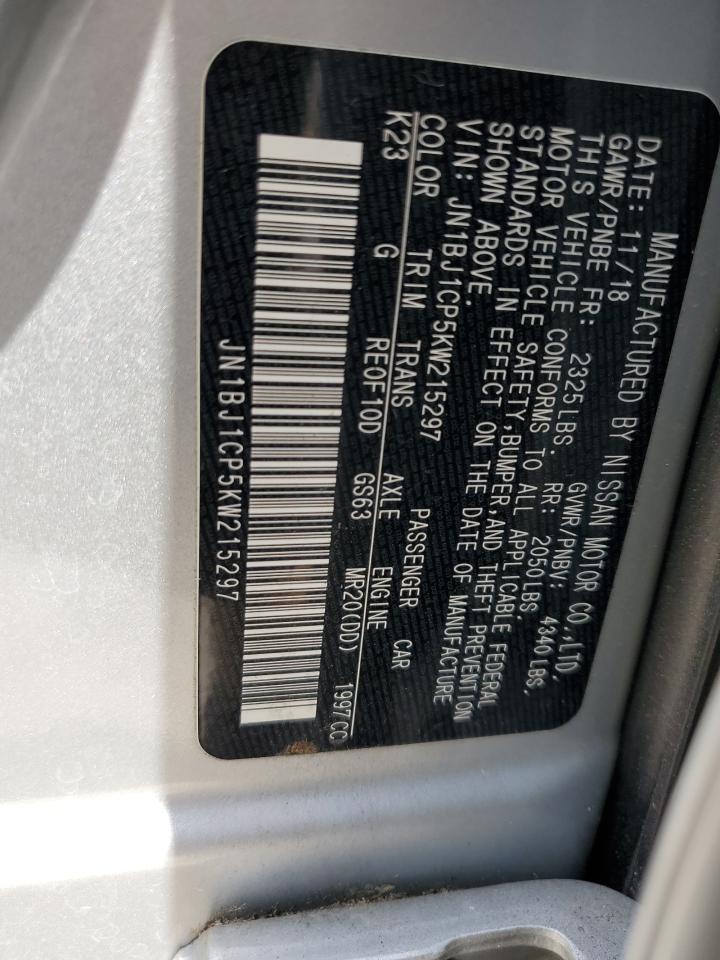 MANUFACTURED BY NISSAN MOTOR CO.,LTD.
DATE: 11/18 GVWR/PNBV: 4340LBS.
GAWR/PNBE FR: 2325LBS. RR: 2050LBS.
THIS VEHICLE CONFORMS TO ALL APPLICABLE FEDERAL
MOTOR VEHICLE SAFETY,BUMPER,AND THEFT PREVENTION
STANDARDS IN EFFECT ON THE DATE OF MANUFACTURE
SHOWN ABOVE.
VIN: JN1BJ1CP5KW215297 PASSENGER CAR
COLOR TRIM TRANS AXLE ENGINE
K23 G RE0F10D GS63 MR20(DD) 1997CC
JN1BJ1CP5KW215297